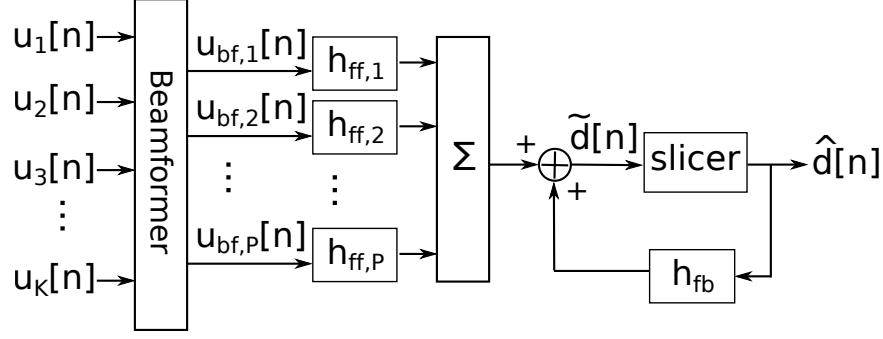 u₁[n]
u₂[n]
u₃[n]
⋮
u_K[n]
Beamformer
u_bf,1[n]
u_bf,2[n]
⋮
u_bf,P[n]
h_ff,1
h_ff,2
⋮
h_ff,P
Σ
+
+
d̃[n]
slicer
d̂[n]
h_fb